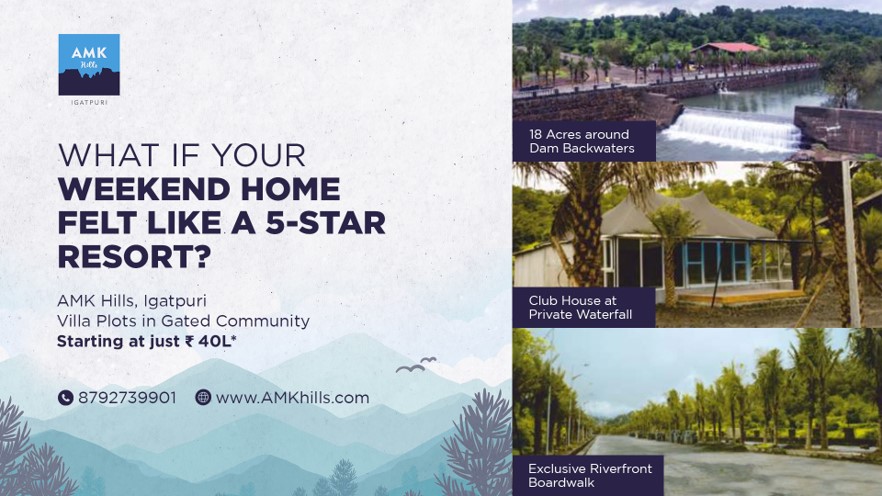 AMK
Hills
IGATPURI
WHAT IF YOUR
WEEKEND HOME
FELT LIKE A 5-STAR
RESORT?
AMK Hills, Igatpuri
Villa Plots in Gated Community
Starting at just ₹ 40L*
8792739901 www.AMKhills.com
18 Acres around
Dam Backwaters
Club House at
Private Waterfall
Exclusive Riverfront
Boardwalk